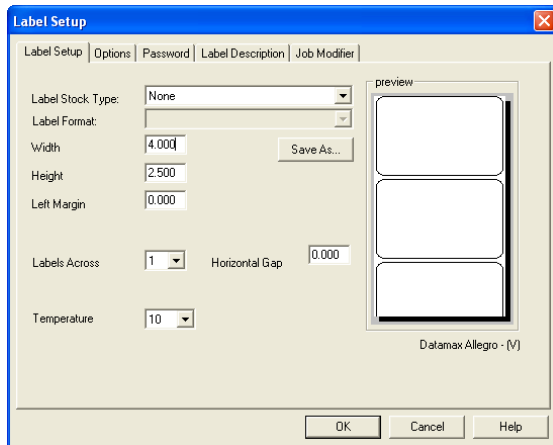 Label Setup
Label Setup Options Password Label Description Job Modifier
Label Stock Type: None
Label Format:
Width 4.000 Save As...
Height 2.500
Left Margin 0.000
Labels Across 1 Horizontal Gap 0.000
Temperature 10
preview
Datamax Allegro - (V)
OK Cancel Help